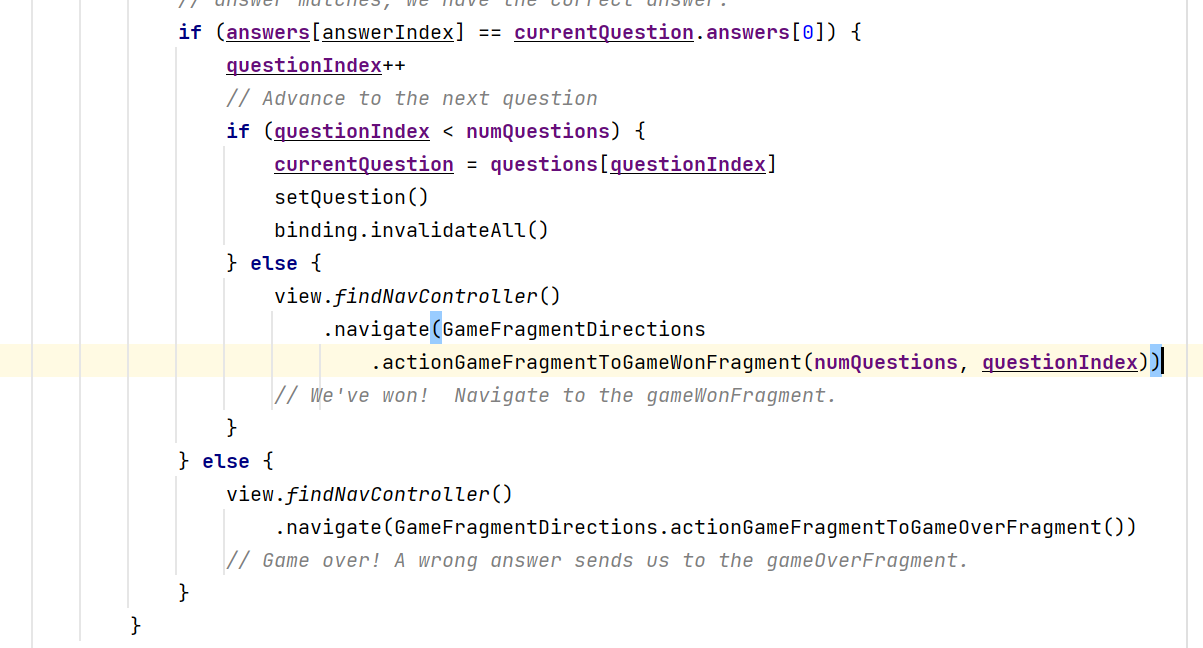 // answer matches, we have the correct answer.
if (answers[answerIndex] == currentQuestion.answers[0]) {
questionIndex++
// Advance to the next question
if (questionIndex < numQuestions) {
currentQuestion = questions[questionIndex]
setQuestion()
binding.invalidateAll()
} else {
view.findNavController()
.navigate(GameFragmentDirections
.actionGameFragmentToGameWonFragment(numQuestions, questionIndex))
// We've won!  Navigate to the gameWonFragment.
}
} else {
view.findNavController()
.navigate(GameFragmentDirections.actionGameFragmentToGameOverFragment())
// Game over! A wrong answer sends us to the gameOverFragment.
}
}